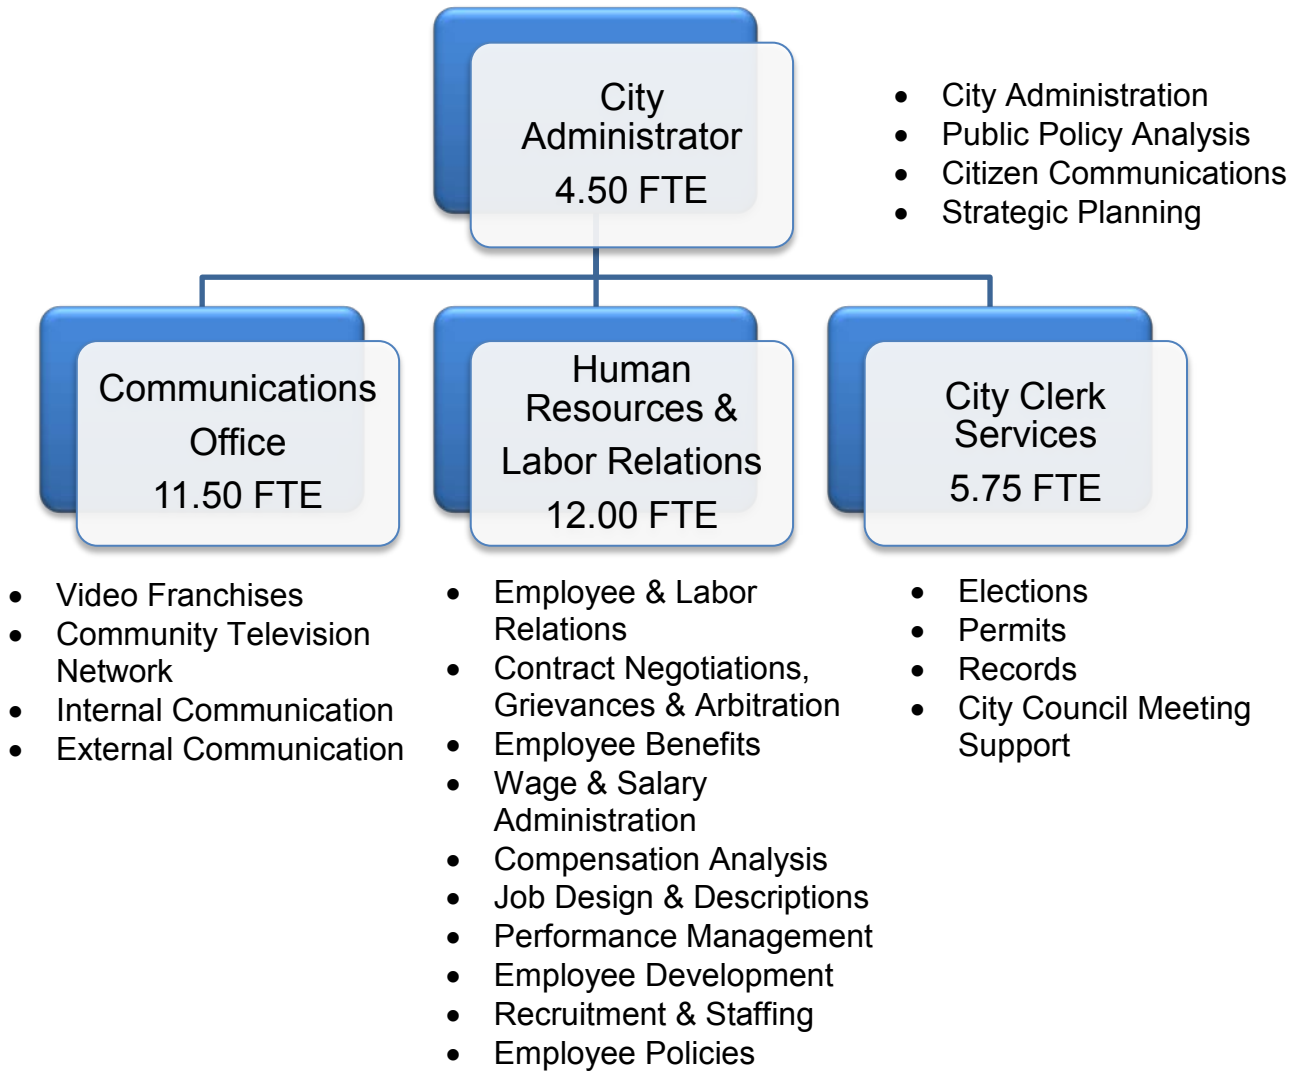 City
Administrator
4.50 FTE
• City Administration
• Public Policy Analysis
• Citizen Communications
• Strategic Planning
Communications
Office
11.50 FTE
Human
Resources &
Labor Relations
12.00 FTE
City Clerk
Services
5.75 FTE
• Video Franchises
• Community Television
Network
• Internal Communication
• External Communication
• Employee & Labor
Relations
• Contract Negotiations,
Grievances & Arbitration
• Employee Benefits
• Wage & Salary
Administration
• Compensation Analysis
• Job Design & Descriptions
• Performance Management
• Employee Development
• Recruitment & Staffing
• Employee Policies
• Elections
• Permits
• Records
• City Council Meeting
Support